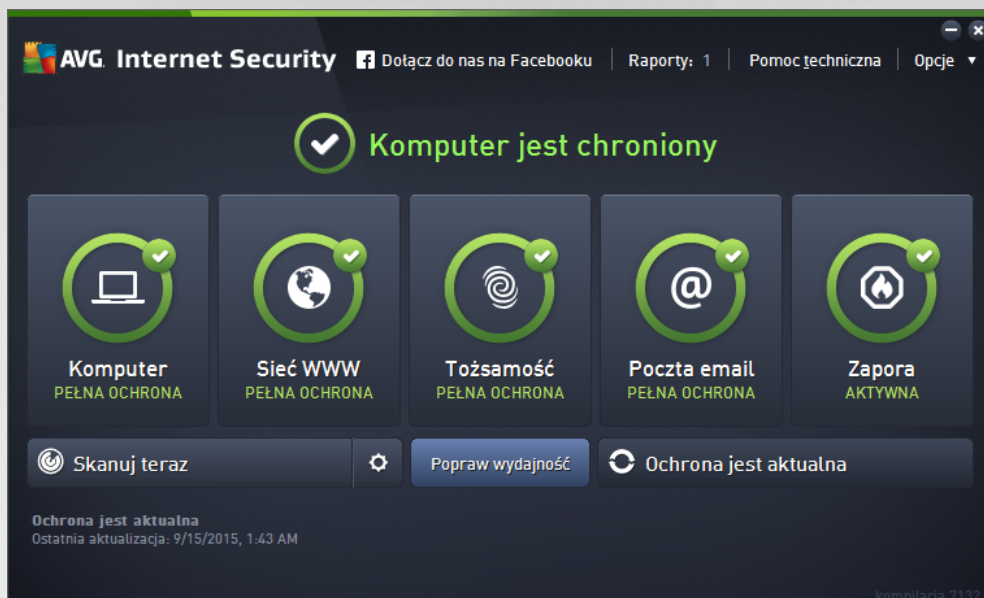 AVG. Internet Security Dołącz do nas na Facebooku Raporty: 1 Pomoc techniczna Opcje
Komputer jest chroniony
Komputer Sieć WWW Tożsamość Poczta email Zapora
PEŁNA OCHRONA PEŁNA OCHRONA PEŁNA OCHRONA PEŁNA OCHRONA AKTYWNA
Skanuj teraz Popraw wydajność Ochrona jest aktualna
Ochrona jest aktualna
Ostatnia aktualizacja: 9/15/2015, 1:43 AM
kompilacja 7132